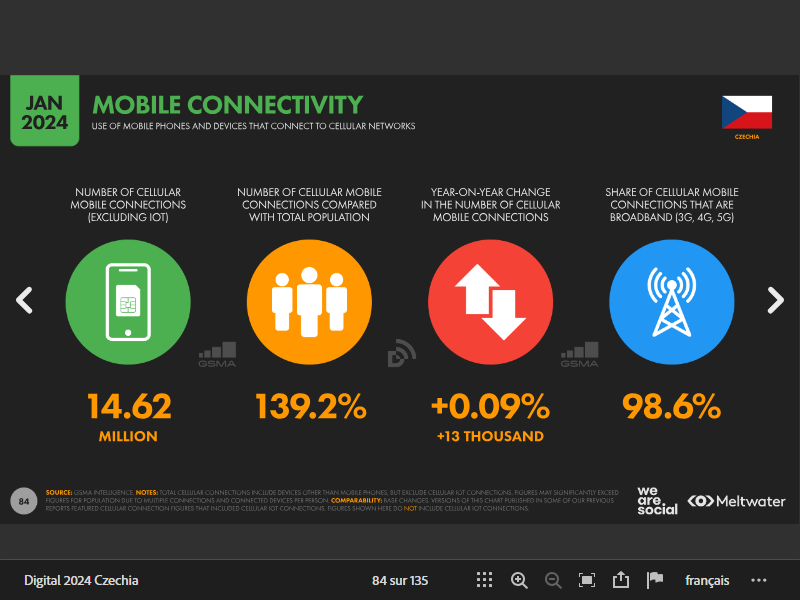 JAN
2024
MOBILE CONNECTIVITY
USE OF MOBILE PHONES AND DEVICES THAT CONNECT TO CELLULAR NETWORKS
CZECHIA
NUMBER OF CELLULAR
MOBILE CONNECTIONS
(EXCLUDING IOT)
NUMBER OF CELLULAR MOBILE
CONNECTIONS COMPARED
WITH TOTAL POPULATION
YEAR-ON-YEAR CHANGE
IN THE NUMBER OF CELLULAR
MOBILE CONNECTIONS
SHARE OF CELLULAR MOBILE
CONNECTIONS THAT ARE
BROADBAND (3G, 4G, 5G)
GSMA
GSMA
14.62
MILLION
139.2%
+0.09%
+13 THOUSAND
98.6%
84
SOURCE: GSMA INTELLIGENCE. NOTES: TOTAL CELLULAR CONNECTIONS INCLUDE DEVICES OTHER THAN MOBILE PHONES, BUT EXCLUDE CELLULAR IOT CONNECTIONS. FIGURES MAY SIGNIFICANTLY EXCEED
FIGURES FOR POPULATION DUE TO MULTIPLE CONNECTIONS AND CONNECTED DEVICES PER PERSON. COMPARABILITY: BASE CHANGES. VERSIONS OF THIS CHART PUBLISHED IN SOME OF OUR PREVIOUS
REPORTS FEATURED CELLULAR CONNECTION FIGURES THAT INCLUDED CELLULAR IOT CONNECTIONS. FIGURES SHOWN HERE DO NOT INCLUDE CELLULAR IOT CONNECTIONS.
we
are.
social
Meltwater
Digital 2024 Czechia
84 sur 135
français